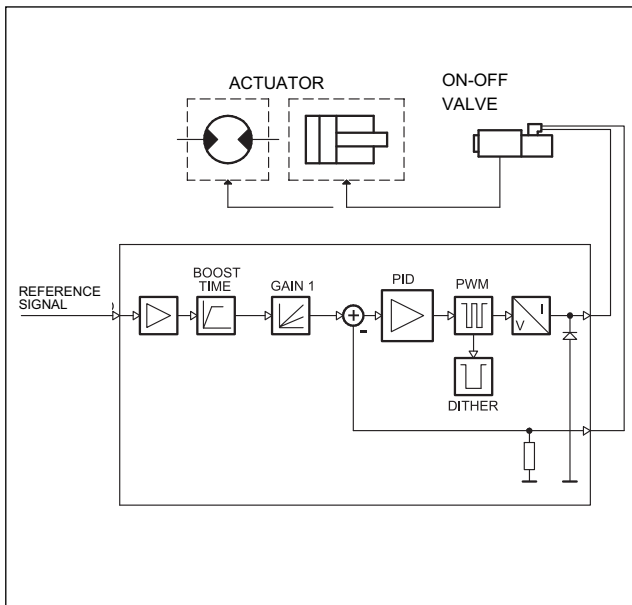 ACTUATOR
ON-OFF
VALVE
REFERENCE
SIGNAL
BOOST
TIME
GAIN 1
PID
PWM
V
I
DITHER